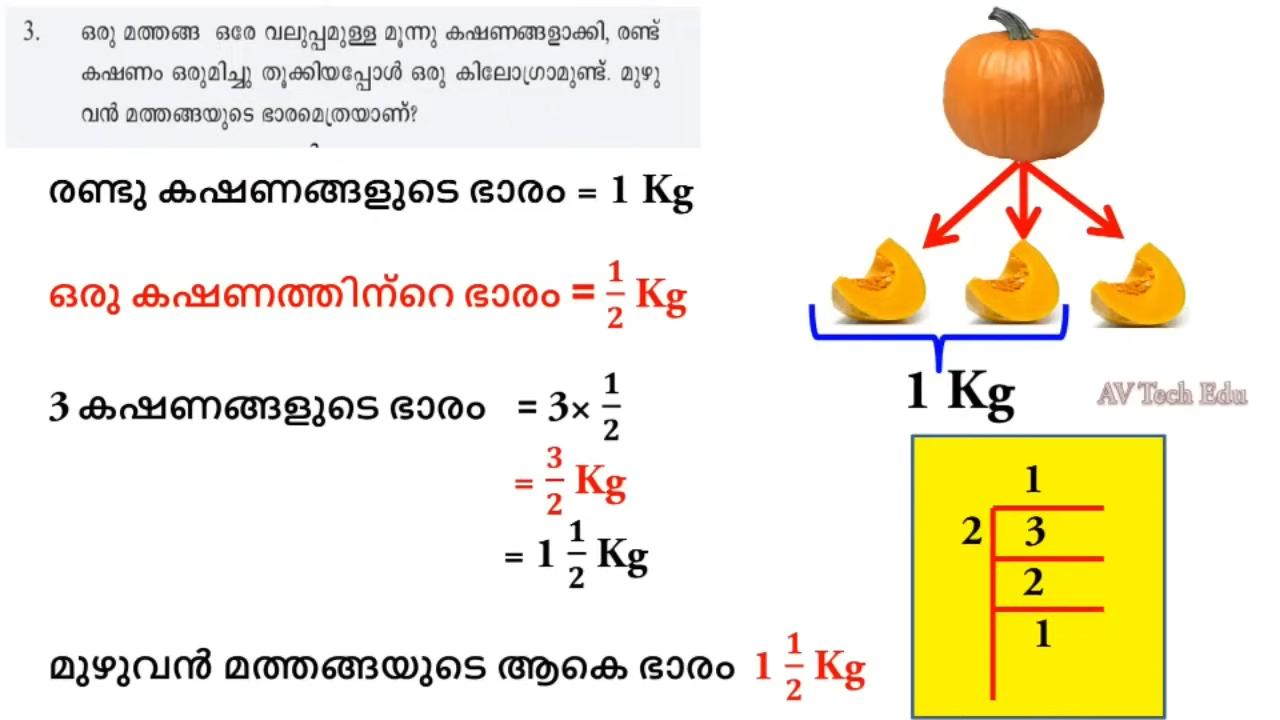 3. ഒരു മത്തങ്ങ ഒരേ വലുപ്പമുള്ള മൂന്നു കഷണങ്ങളാക്കി, രണ്ട്
കഷണം ഒരുമിച്ചു തൂക്കിയപ്പോൾ ഒരു കിലോഗ്രാമുണ്ട്. മുഴു
വൻ മത്തങ്ങയുടെ ഭാരമെത്രയാണ്?
രണ്ടു കഷണങ്ങളുടെ ഭാരം = 1 Kg
ഒരു കഷണത്തിന്റെ ഭാരം = 1/2 Kg
3 കഷണങ്ങളുടെ ഭാരം = 3× 1/2
= 3/2 Kg
= 1 1/2 Kg
മുഴുവൻ മത്തങ്ങയുടെ ആകെ ഭാരം 1 1/2 Kg
1 Kg
AV Tech Edu
1
2 3
2
1